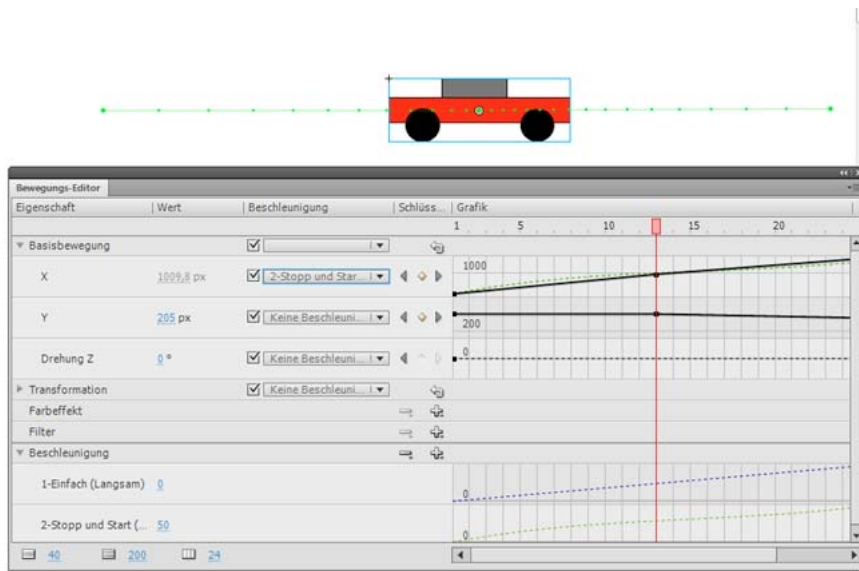 Bewegungs-Editor
Eigenschaft Wert Beschleunigung Schlüss... Grafik
1 5 10 15 20
Basisbewegung
X 1009,8 px 2-Stopp und Star... 1000
Y 205 px Keine Beschleuni... 200
Drehung Z 0 ° Keine Beschleuni... 0
Transformation Keine Beschleuni...
Farbeffekt
Filter
Beschleunigung
1-Einfach (Langsam) 0 0
2-Stopp und Start (... 50 0
40 200 24